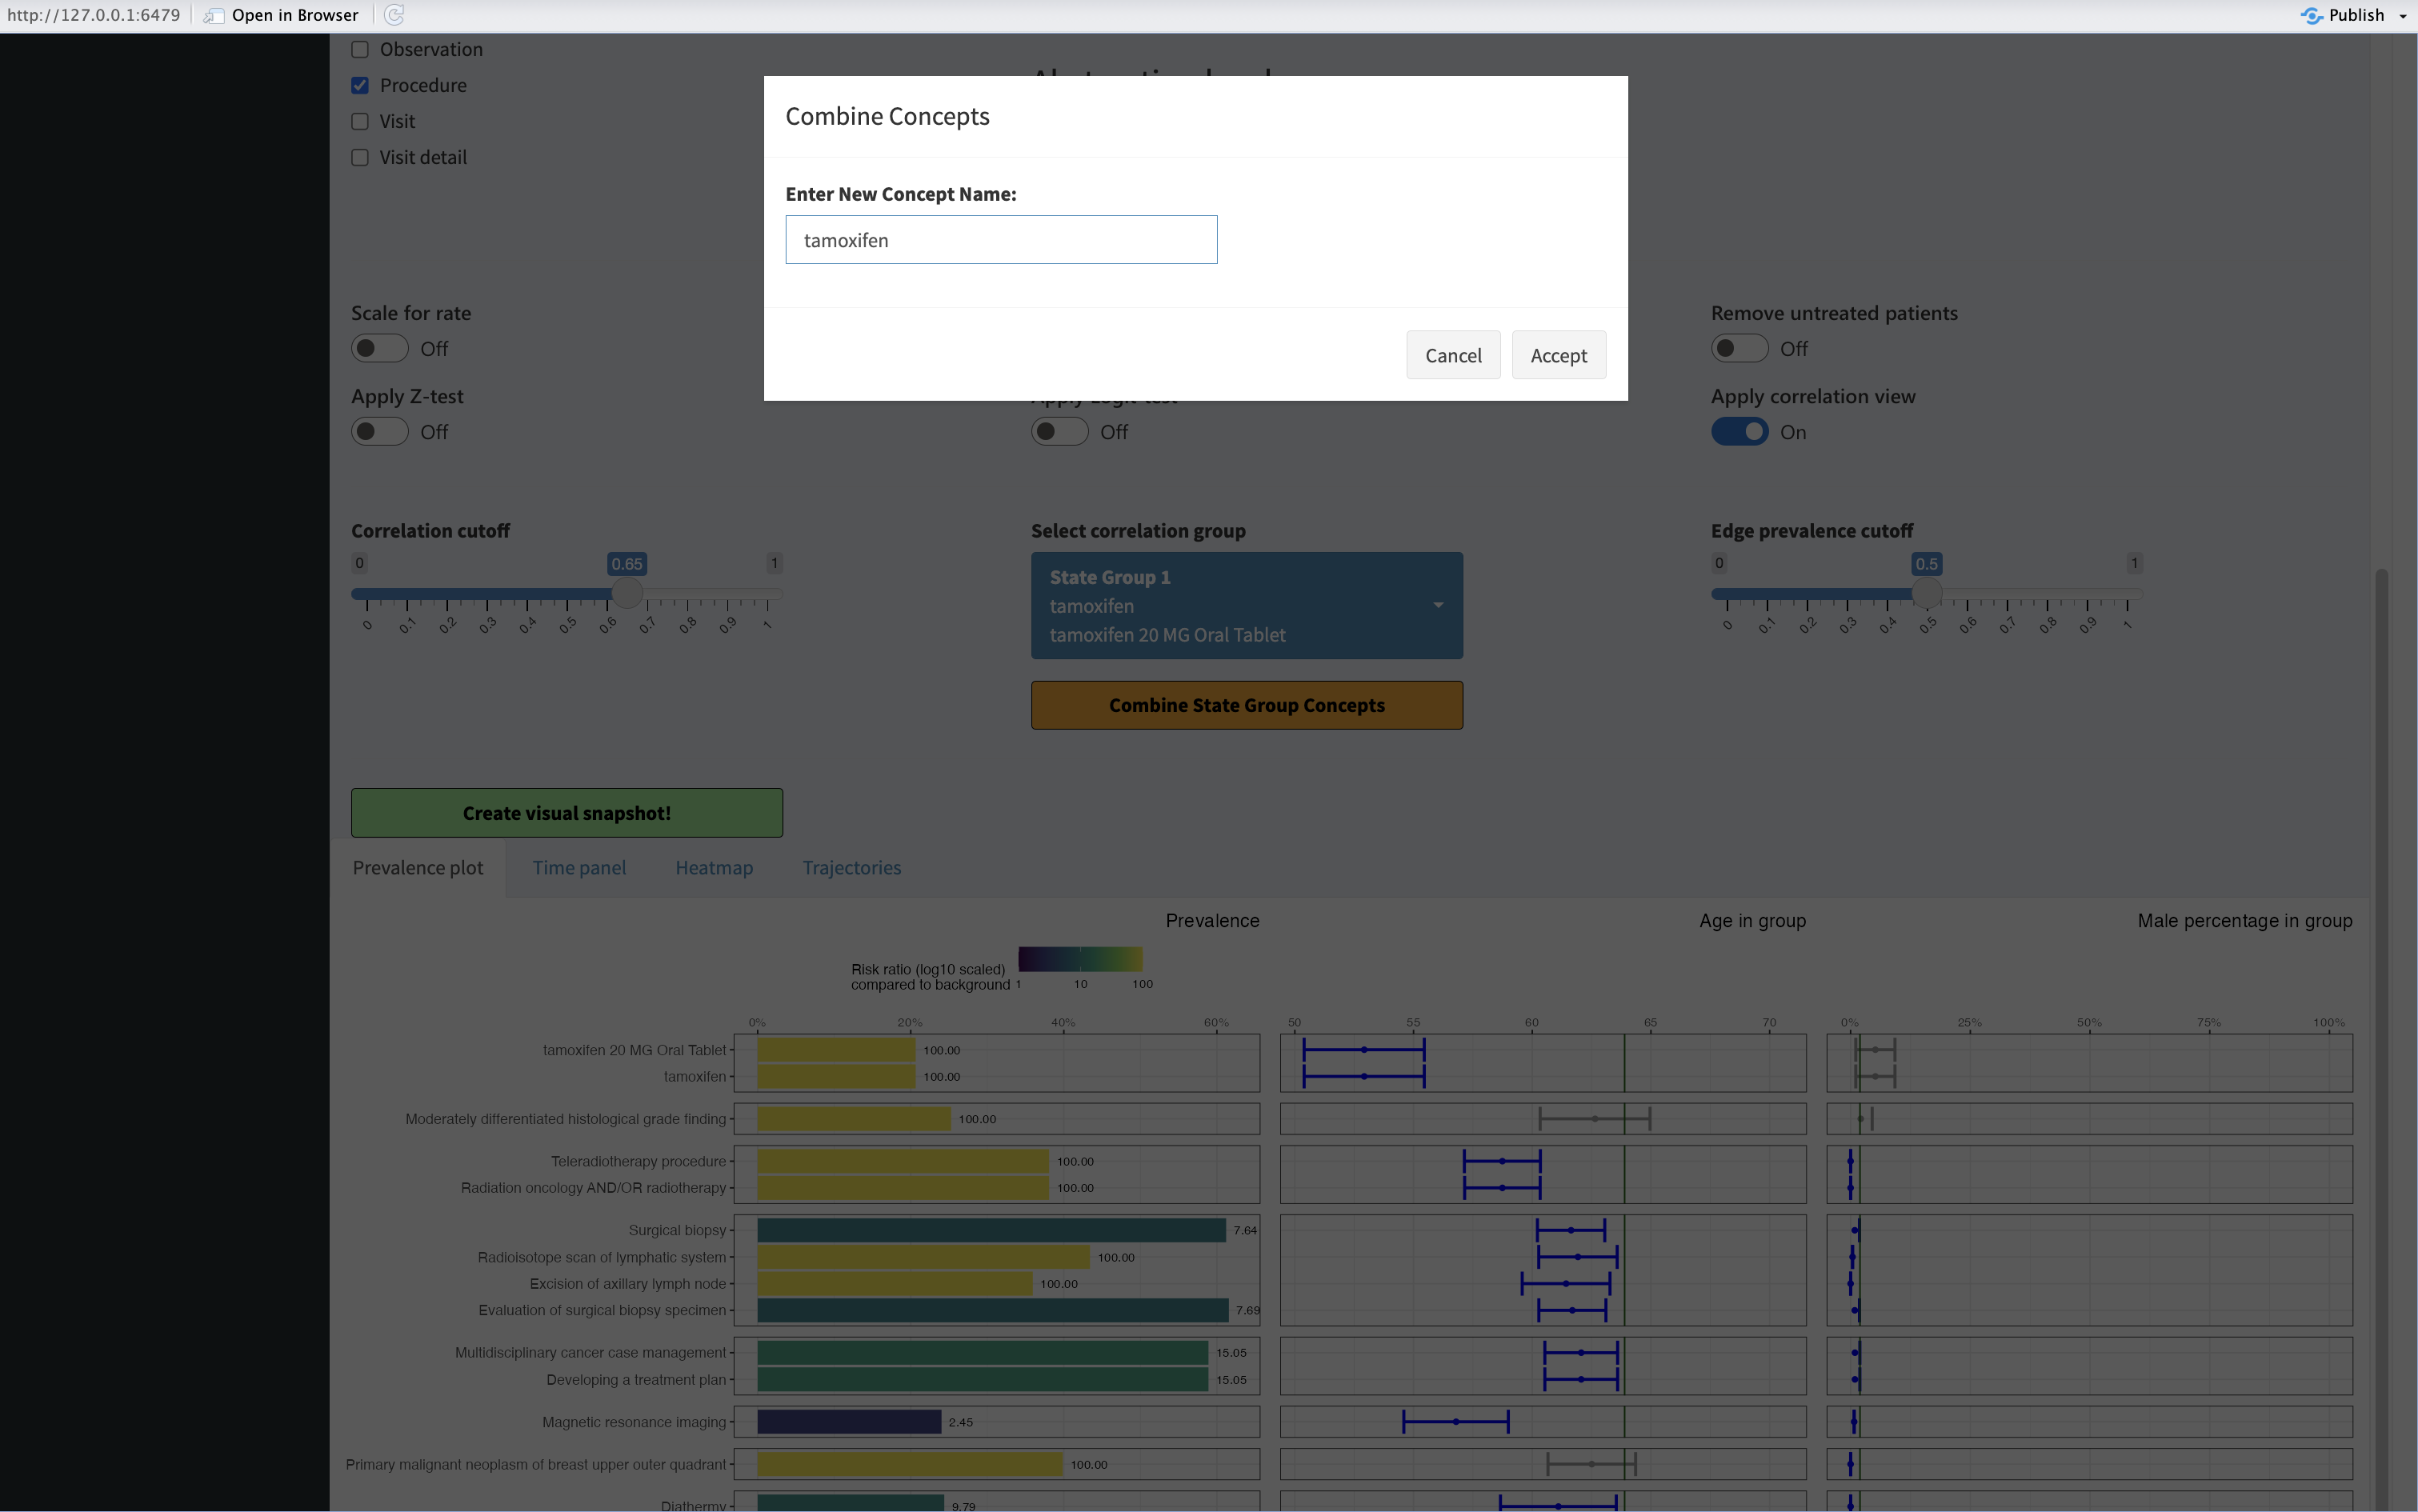 http://127.0.0.1:6479 Open in Browser Publish
Observation
Procedure
Visit
Visit detail
Combine Concepts
Enter New Concept Name:
tamoxifen
Cancel Accept
Scale for rate Remove untreated patients
Off Off
Apply Z-test Apply Logit-test Apply correlation view
Off Off On
Correlation cutoff Select correlation group Edge prevalence cutoff
0 0.65 1 0 0.5 1
0 0.1 0.2 0.3 0.4 0.5 0.6 0.7 0.8 0.9 1 0 0.1 0.2 0.3 0.4 0.5 0.6 0.7 0.8 0.9 1
State Group 1
tamoxifen
tamoxifen 20 MG Oral Tablet
Combine State Group Concepts
Create visual snapshot!
Prevalence plot Time panel Heatmap Trajectories
Prevalence Age in group Male percentage in group
Risk ratio (log10 scaled)
compared to background 1 10 100
0% 20% 40% 60% 50 55 60 65 70 0% 25% 50% 75% 100%
tamoxifen 20 MG Oral Tablet 100.00
tamoxifen 100.00
Moderately differentiated histological grade finding 100.00
Teleradiotherapy procedure 100.00
Radiation oncology AND/OR radiotherapy 100.00
Surgical biopsy 7.64
Radioisotope scan of lymphatic system 100.00
Excision of axillary lymph node 100.00
Evaluation of surgical biopsy specimen 7.69
Multidisciplinary cancer case management 15.05
Developing a treatment plan 15.05
Magnetic resonance imaging 2.45
Primary malignant neoplasm of breast upper outer quadrant 100.00
Diathermy 9.79